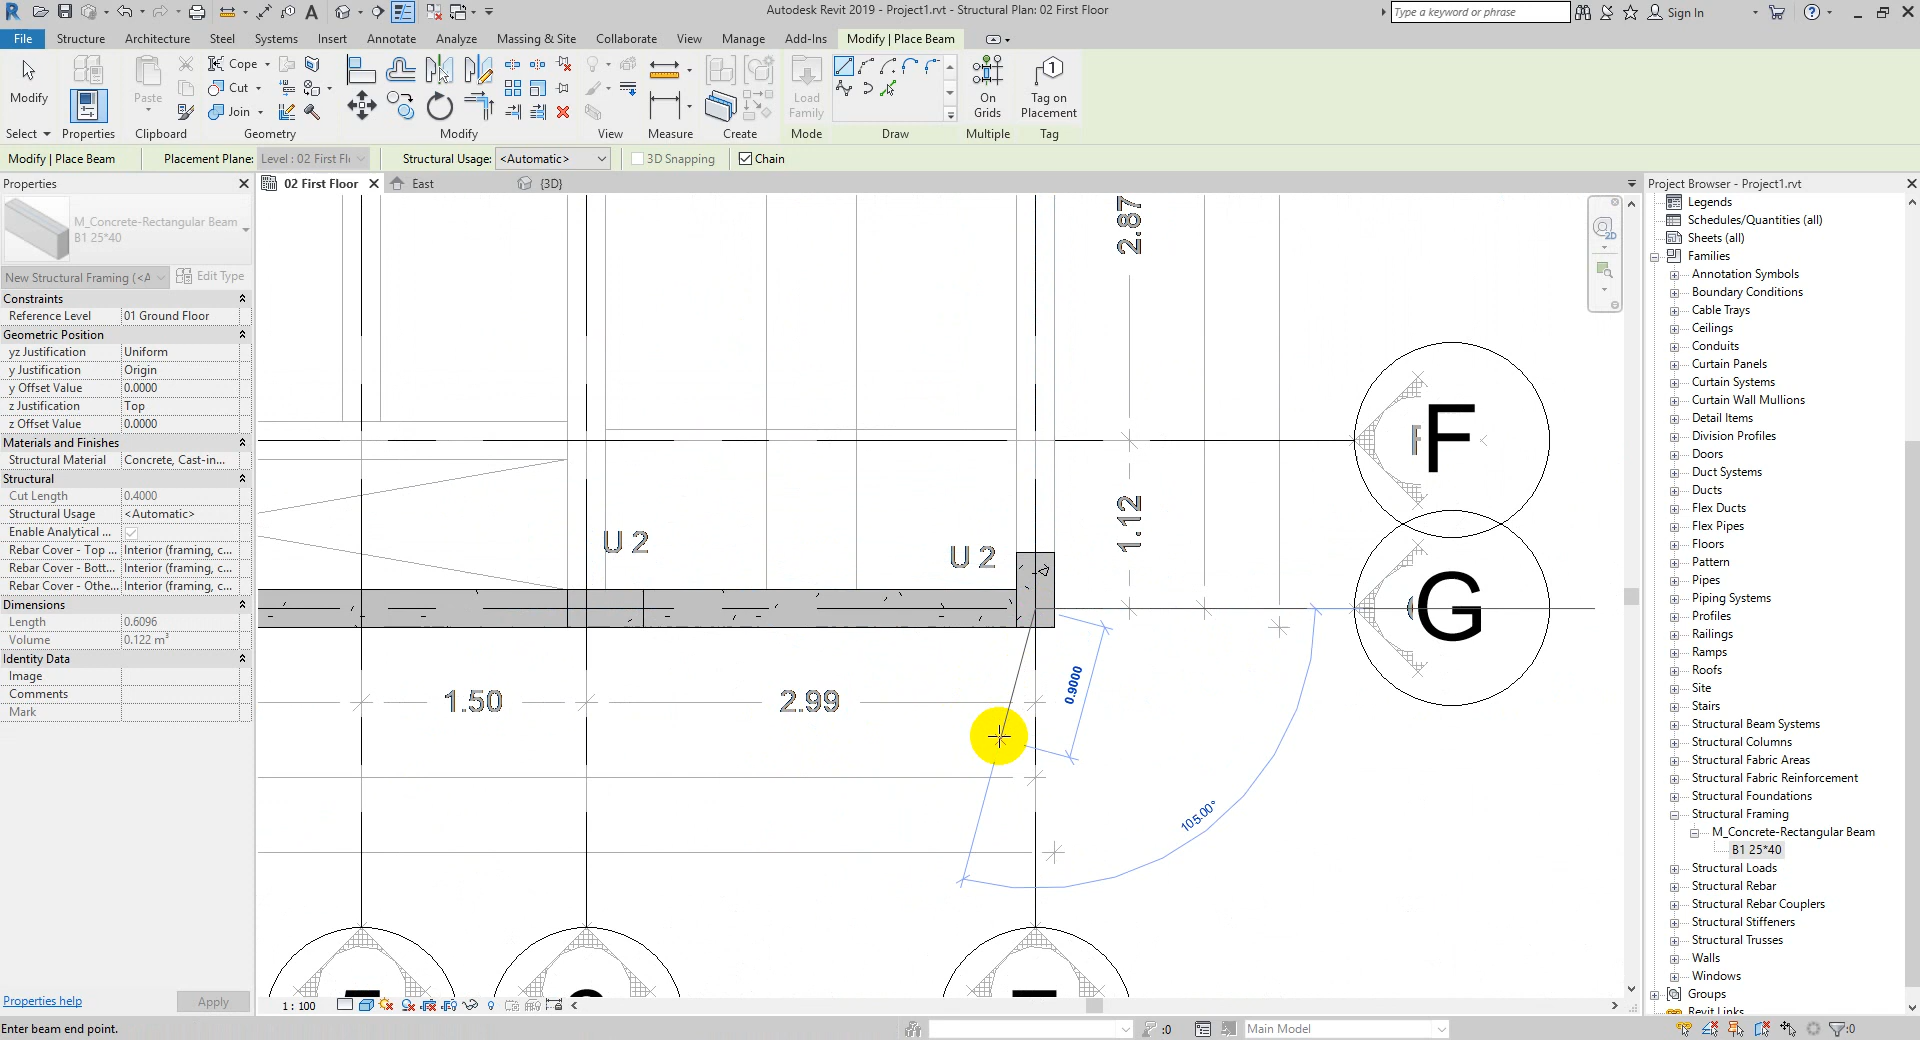 Autodesk Revit 2019 - Project1.rvt - Structural Plan: 02 First Floor
Type a keyword or phrase
Sign In
File Structure Architecture Steel Systems Insert Annotate Analyze Massing & Site Collaborate View Manage Add-Ins Modify | Place Beam
Modify
Paste
Cope
Cut
Join
Load Family
On Grids
Tag on Placement
Select Properties Clipboard Geometry Modify View Measure Create Mode Draw Multiple Tag
Modify | Place Beam Placement Plane: Level : 02 First Fl Structural Usage: <Automatic> 3D Snapping Chain
Properties
02 First Floor East {3D}
Project Browser - Project1.rvt
M_Concrete-Rectangular Beam
B1 25*40
New Structural Framing (<A Edit Type
Constraints
Reference Level 01 Ground Floor
Geometric Position
yz Justification Uniform
y Justification Origin
y Offset Value 0.0000
z Justification Top
z Offset Value 0.0000
Materials and Finishes
Structural Material Concrete, Cast-in...
Structural
Cut Length 0.4000
Structural Usage <Automatic>
Enable Analytical ...
Rebar Cover - Top ... Interior (framing, c...
Rebar Cover - Bott... Interior (framing, c...
Rebar Cover - Othe... Interior (framing, c...
Dimensions
Length 0.6096
Volume 0.122 m³
Identity Data
Image
Comments
Mark
Properties help Apply
2.87
1.12
U 2
U 2
F
G
1.50
2.99
0.9000
105.00°
2D
Legends
Schedules/Quantities (all)
Sheets (all)
Families
Annotation Symbols
Boundary Conditions
Cable Trays
Ceilings
Conduits
Curtain Panels
Curtain Systems
Curtain Wall Mullions
Detail Items
Division Profiles
Doors
Duct Systems
Ducts
Flex Ducts
Flex Pipes
Floors
Pattern
Pipes
Piping Systems
Profiles
Railings
Ramps
Roofs
Site
Stairs
Structural Beam Systems
Structural Columns
Structural Fabric Areas
Structural Fabric Reinforcement
Structural Foundations
Structural Framing
M_Concrete-Rectangular Beam
B1 25*40
Structural Loads
Structural Rebar
Structural Rebar Couplers
Structural Stiffeners
Structural Trusses
Walls
Windows
Groups
Revit Links
1 : 100
Enter beam end point.
:0
Main Model
:0